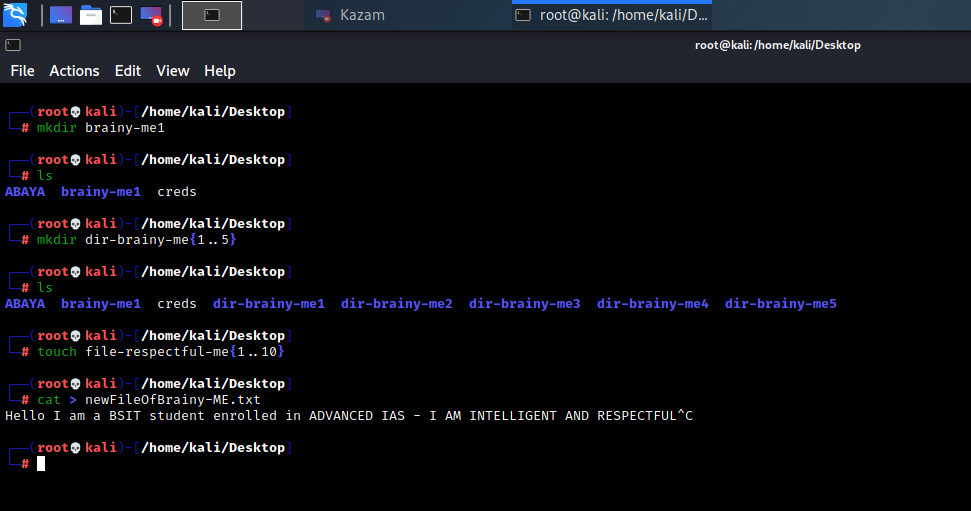 Kazam
root@kali: /home/kali/D...
root@kali: /home/kali/Desktop
File Actions Edit View Help
┌──(root💀kali)-[/home/kali/Desktop]
└─# mkdir brainy-me1
┌──(root💀kali)-[/home/kali/Desktop]
└─# ls
ABAYA brainy-me1 creds
┌──(root💀kali)-[/home/kali/Desktop]
└─# mkdir dir-brainy-me{1..5}
┌──(root💀kali)-[/home/kali/Desktop]
└─# ls
ABAYA brainy-me1 creds dir-brainy-me1 dir-brainy-me2 dir-brainy-me3 dir-brainy-me4 dir-brainy-me5
┌──(root💀kali)-[/home/kali/Desktop]
└─# touch file-respectful-me{1..10}
┌──(root💀kali)-[/home/kali/Desktop]
└─# cat > newFileOfBrainy-ME.txt
Hello I am a BSIT student enrolled in ADVANCED IAS - I AM INTELLIGENT AND RESPECTFUL^C
┌──(root💀kali)-[/home/kali/Desktop]
└─#